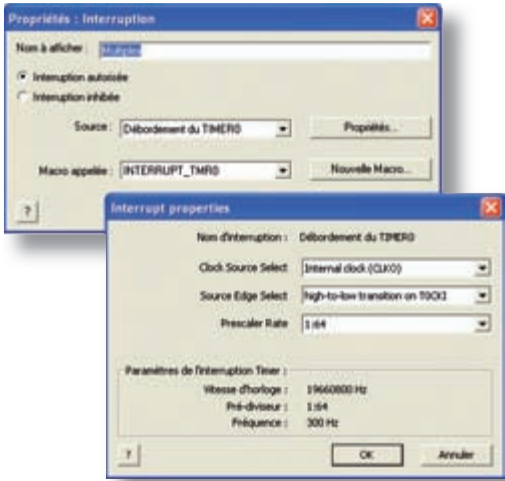 Propriétés : Interruption
Nom à afficher : Multiplex
Interruption autorisée
Interruption inhibée
Source : Débordement du TIMER0 Propriétés...
Macro appelée : INTERRUPT_TMR0 Nouvelle Macro...
?
Interrupt properties
Nom d'interruption : Débordement du TIMER0
Clock Source Select Internal clock (CLKO)
Source Edge Select high-to-low transition on T0CKI
Prescaler Rate 1:64
Paramètres de l'interruption Timer :
Vitesse d'horloge : 19660800 Hz
Pré-diviseur : 1:64
Fréquence : 300 Hz
? OK Annuler